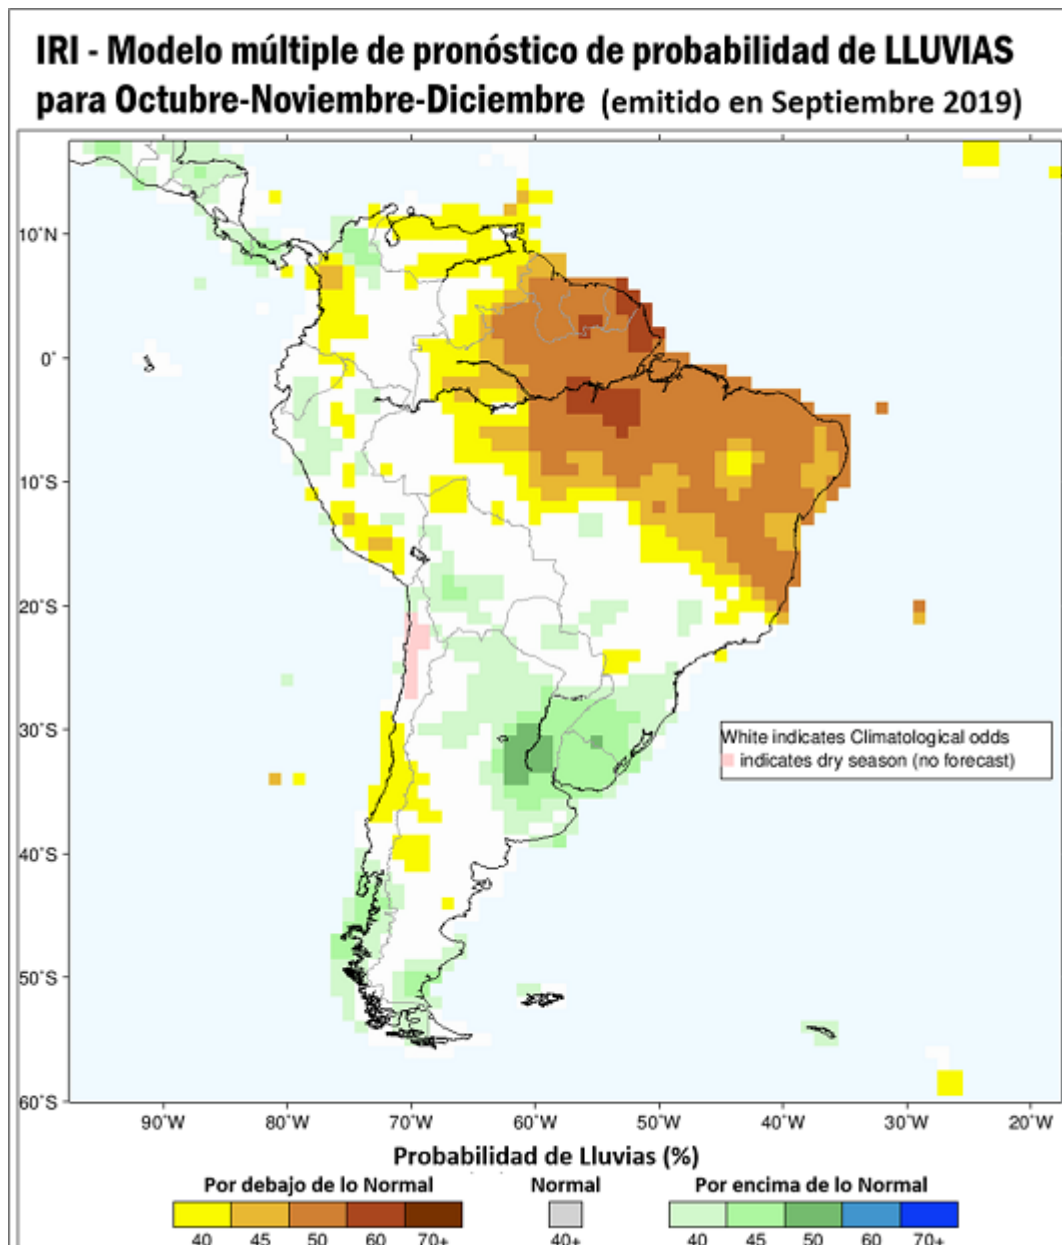 IRI - Modelo múltiple de pronóstico de probabilidad de LLUVIAS
para Octubre-Noviembre-Diciembre (emitido en Septiembre 2019)
10˚N
0˚
10˚S
20˚S
30˚S
White indicates Climatological odds
indicates dry season (no forecast)
40˚S
50˚S
60˚S
90˚W 80˚W 70˚W 60˚W 50˚W 40˚W 30˚W 20˚W
Probabilidad de Lluvias (%)
Por debajo de lo Normal Normal Por encima de lo Normal
40 45 50 60 70+ 40+ 40 45 50 60 70+